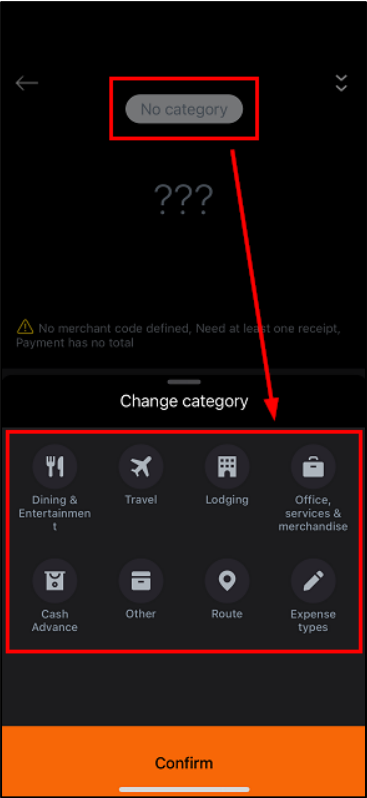 No category
???
No merchant code defined, Need at least one receipt,
Payment has no total
Change category
Dining &
Entertainmen
t
Travel
Lodging
Office,
services &
merchandise
Cash
Advance
Other
Route
Expense
types
Confirm